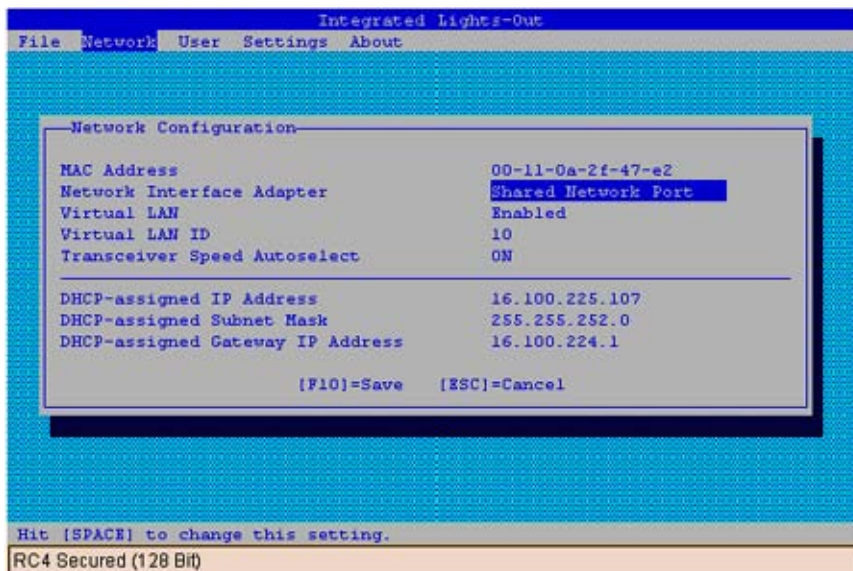 Integrated Lights-Out
File Network User Settings About
Network Configuration
MAC Address 00-11-0a-2f-47-e2
Network Interface Adapter Shared Network Port
Virtual LAN Enabled
Virtual LAN ID 10
Transceiver Speed Autoselect ON
DHCP-assigned IP Address 16.100.225.107
DHCP-assigned Subnet Mask 255.255.252.0
DHCP-assigned Gateway IP Address 16.100.224.1
[F10]=Save [ESC]=Cancel
Hit [SPACE] to change this setting.
RC4 Secured (128 Bit)